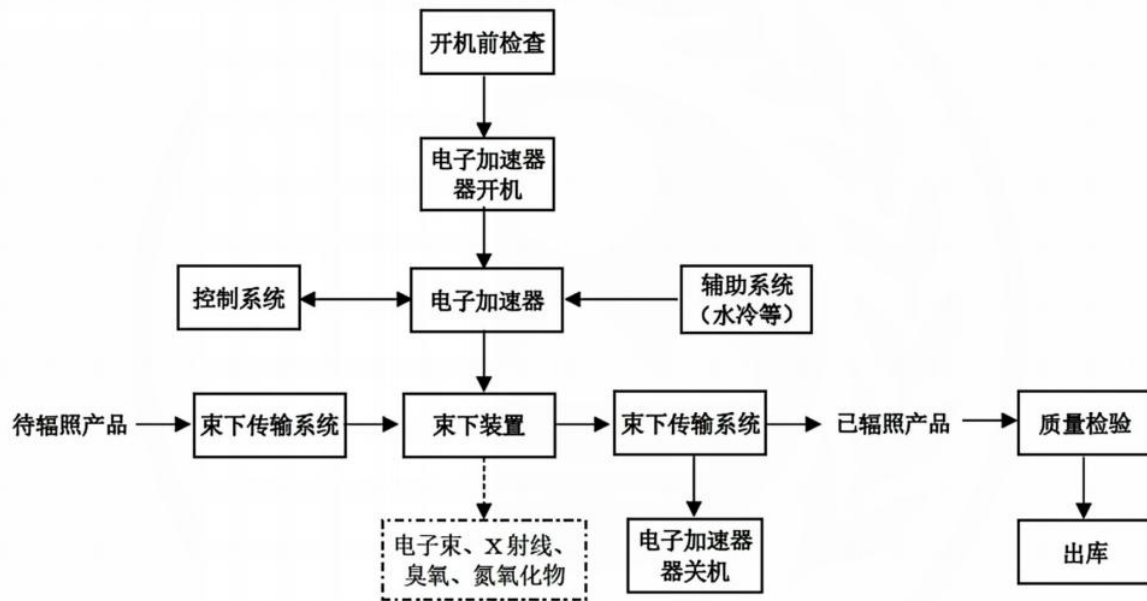 开机前检查
电子加速器
器开机
控制系统
电子加速器
辅助系统
（水冷等）
待辐照产品
束下传输系统
束下装置
束下传输系统
已辐照产品
质量检验
电子束、X 射线、
臭氧、氮氧化物
电子加速器
器关机
出库